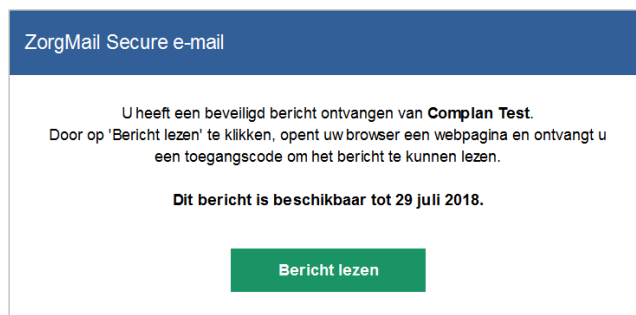 ZorgMail Secure e-mail
U heeft een beveiligd bericht ontvangen van Complan Test.
Door op 'Bericht lezen' te klikken, opent uw browser een webpagina en ontvangt u
een toegangscode om het bericht te kunnen lezen.
Dit bericht is beschikbaar tot 29 juli 2018.
Bericht lezen